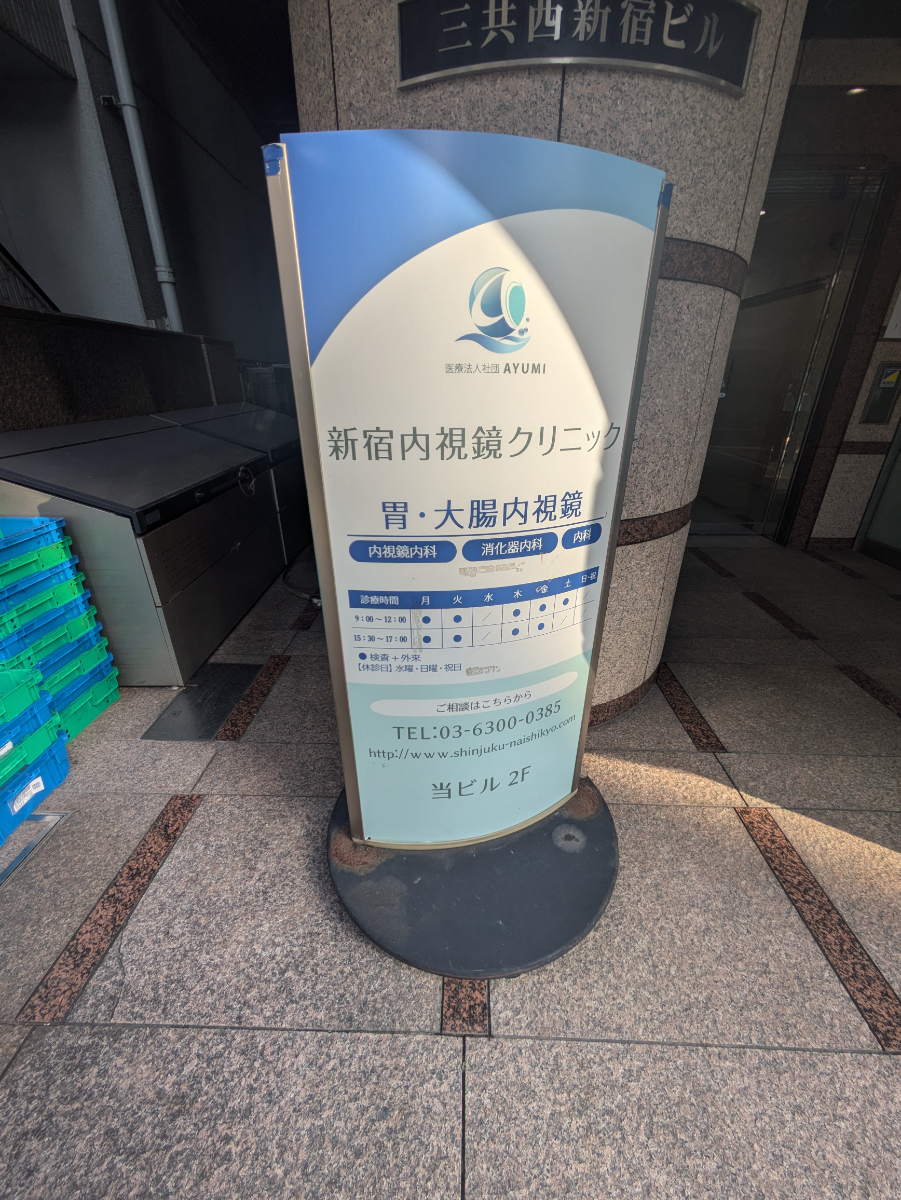 三共西新宿ビル
医療法人社団 AYUMI
新宿内視鏡クリニック
胃・大腸内視鏡
内視鏡内科 消化器内科 内科
診療時間 月 火 水 木 金 土 日・祝
9:00～12:00 ● ● ／ ● ● ● ／
15:30～17:00 ● ● ／ ● ● ／ ／
●検査+外来
【休診日】水曜・日曜・祝日
ご相談はこちらから
TEL:03-6300-0385
http://www.shinjuku-naishikyo.com
当ビル 2F